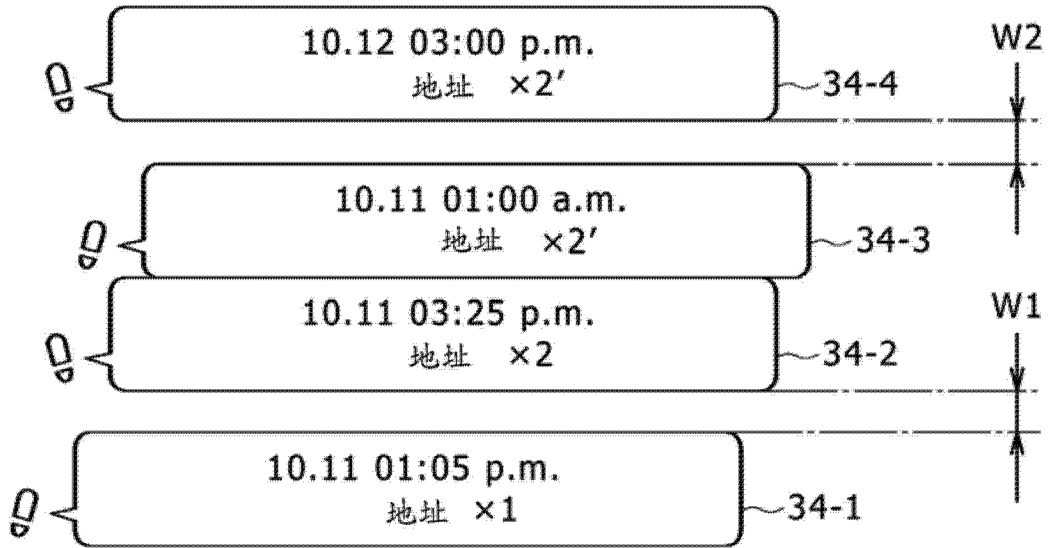 10.12 03:00 p.m.
地址 ×2′
34-4
W2
10.11 01:00 a.m.
地址 ×2′
34-3
10.11 03:25 p.m.
地址 ×2
34-2
W1
10.11 01:05 p.m.
地址 ×1
34-1